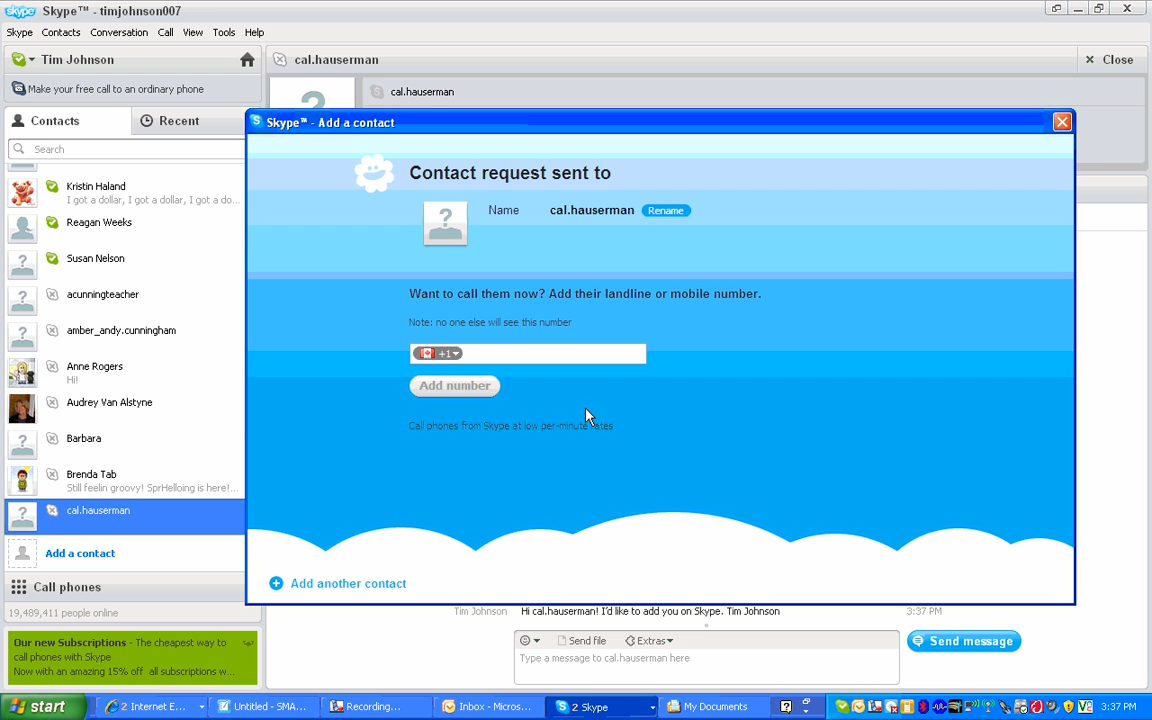 Skype™ - timjohnson007
Skype Contacts Conversation Call View Tools Help
Tim Johnson
cal.hauserman
Close
Make your free call to an ordinary phone
cal.hauserman
Contacts
Recent
Search
Kristin Haland
I got a dollar, I got a dollar, I got a do...
Reagan Weeks
Susan Nelson
acunningteacher
amber_andy.cunningham
Anne Rogers
Hi!
Audrey Van Alstyne
Barbara
Brenda Tab
Still feelin groovy! SprHelloing is here!...
cal.hauserman
Add a contact
Call phones
19,489,411 people online
Our new Subscriptions - The cheapest way to
call phones with Skype
Now with an amazing 15% off all subscriptions w...
Skype™ - Add a contact
Contact request sent to
Name cal.hauserman Rename
Want to call them now? Add their landline or mobile number.
Note: no one else will see this number
+1
Add number
Call phones from Skype at low per-minute rates
Add another contact
Tim Johnson Hi cal.hauserman! I'd like to add you on Skype. Tim Johnson 3:37 PM
Send file Extras
Type a message to cal.hauserman here
Send message
start
2 Internet E...
Untitled - SMA...
Recording...
Inbox - Micros...
2 Skype
My Documents
3:37 PM